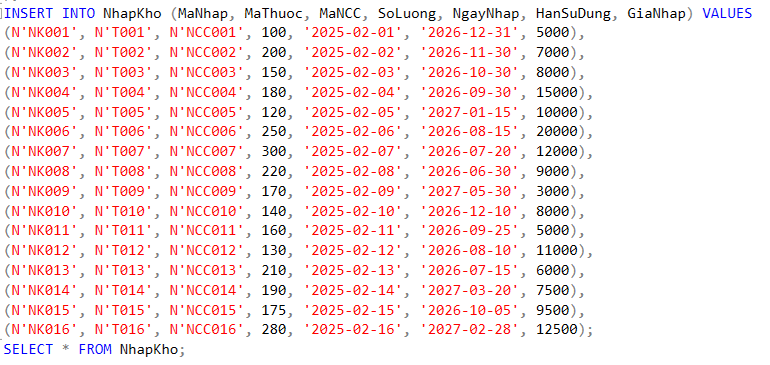 INSERT INTO NhapKho (MaNhap, MaThuoc, MaNCC, SoLuong, NgayNhap, HanSuDung, GiaNhap) VALUES
(N'NK001', N'T001', N'NCC001', 100, '2025-02-01', '2026-12-31', 5000),
(N'NK002', N'T002', N'NCC002', 200, '2025-02-02', '2026-11-30', 7000),
(N'NK003', N'T003', N'NCC003', 150, '2025-02-03', '2026-10-30', 8000),
(N'NK004', N'T004', N'NCC004', 180, '2025-02-04', '2026-09-30', 15000),
(N'NK005', N'T005', N'NCC005', 120, '2025-02-05', '2027-01-15', 10000),
(N'NK006', N'T006', N'NCC006', 250, '2025-02-06', '2026-08-15', 20000),
(N'NK007', N'T007', N'NCC007', 300, '2025-02-07', '2026-07-20', 12000),
(N'NK008', N'T008', N'NCC008', 220, '2025-02-08', '2026-06-30', 9000),
(N'NK009', N'T009', N'NCC009', 170, '2025-02-09', '2027-05-30', 3000),
(N'NK010', N'T010', N'NCC010', 140, '2025-02-10', '2026-12-10', 8000),
(N'NK011', N'T011', N'NCC011', 160, '2025-02-11', '2026-09-25', 5000),
(N'NK012', N'T012', N'NCC012', 130, '2025-02-12', '2026-08-10', 11000),
(N'NK013', N'T013', N'NCC013', 210, '2025-02-13', '2026-07-15', 6000),
(N'NK014', N'T014', N'NCC014', 190, '2025-02-14', '2027-03-20', 7500),
(N'NK015', N'T015', N'NCC015', 175, '2025-02-15', '2026-10-05', 9500),
(N'NK016', N'T016', N'NCC016', 280, '2025-02-16', '2027-02-28', 12500);
SELECT * FROM NhapKho;